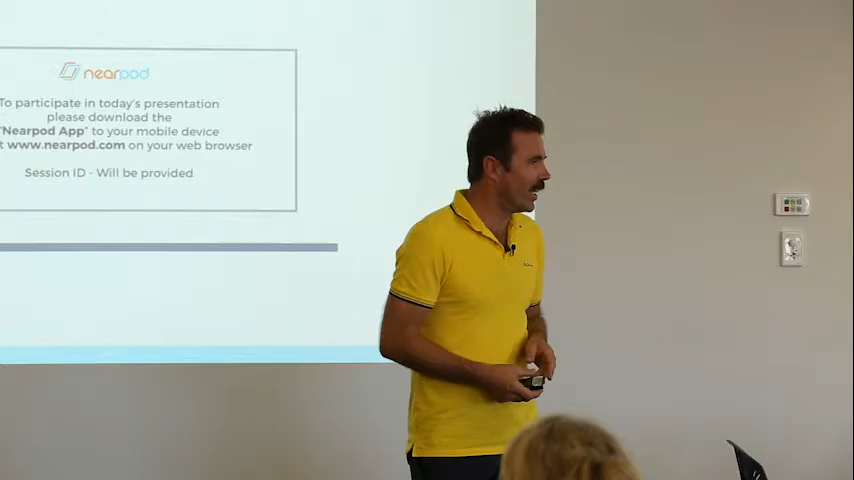 nearpod
To participate in today's presentation
please download the
"Nearpod App" to your mobile device
www.nearpod.com on your web browser
Session ID - Will be provided